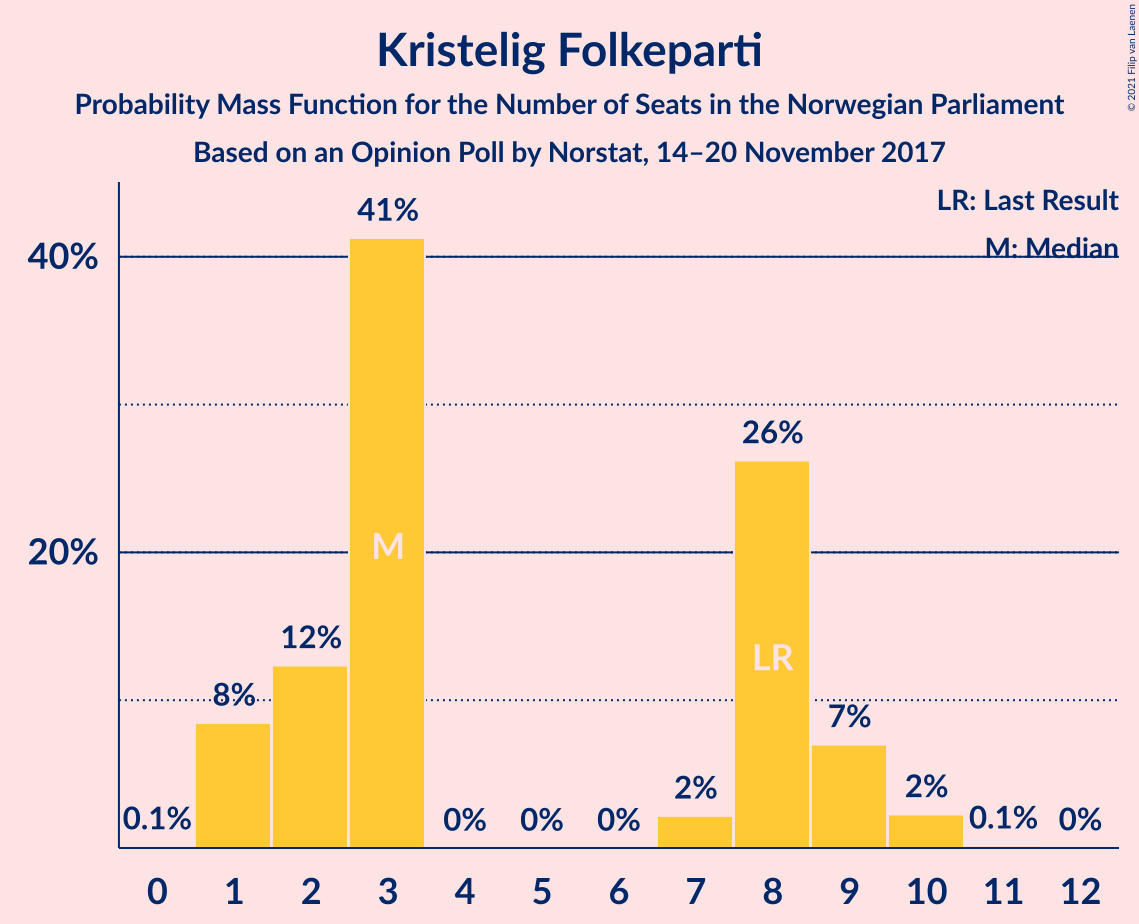 Kristelig Folkeparti
Probability Mass Function for the Number of Seats in the Norwegian Parliament
Based on an Opinion Poll by Norstat, 14–20 November 2017
© 2021 Filip van Laenen
LR: Last Result
M: Median
41%
40%
26%
M
20%
12%
LR
8%
7%
2%
2%
0.1%
0%
0%
0%
0.1%
0%
0 1 2 3 4 5 6 7 8 9 10 11 12